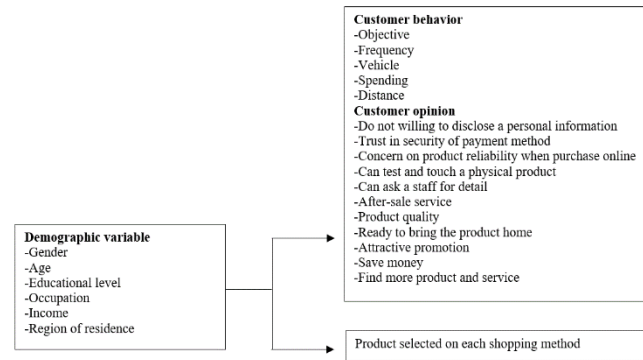 Customer behavior
-Objective
-Frequency
-Vehicle
-Spending
-Distance
Customer opinion
-Do not willing to disclose a personal information
-Trust in security of payment method
-Concern on product reliability when purchase online
-Can test and touch a physical product
-Can ask a staff for detail
-After-sale service
-Product quality
-Ready to bring the product home
-Attractive promotion
-Save money
-Find more product and service
Demographic variable
-Gender
-Age
-Educational level
-Occupation
-Income
-Region of residence
Product selected on each shopping method